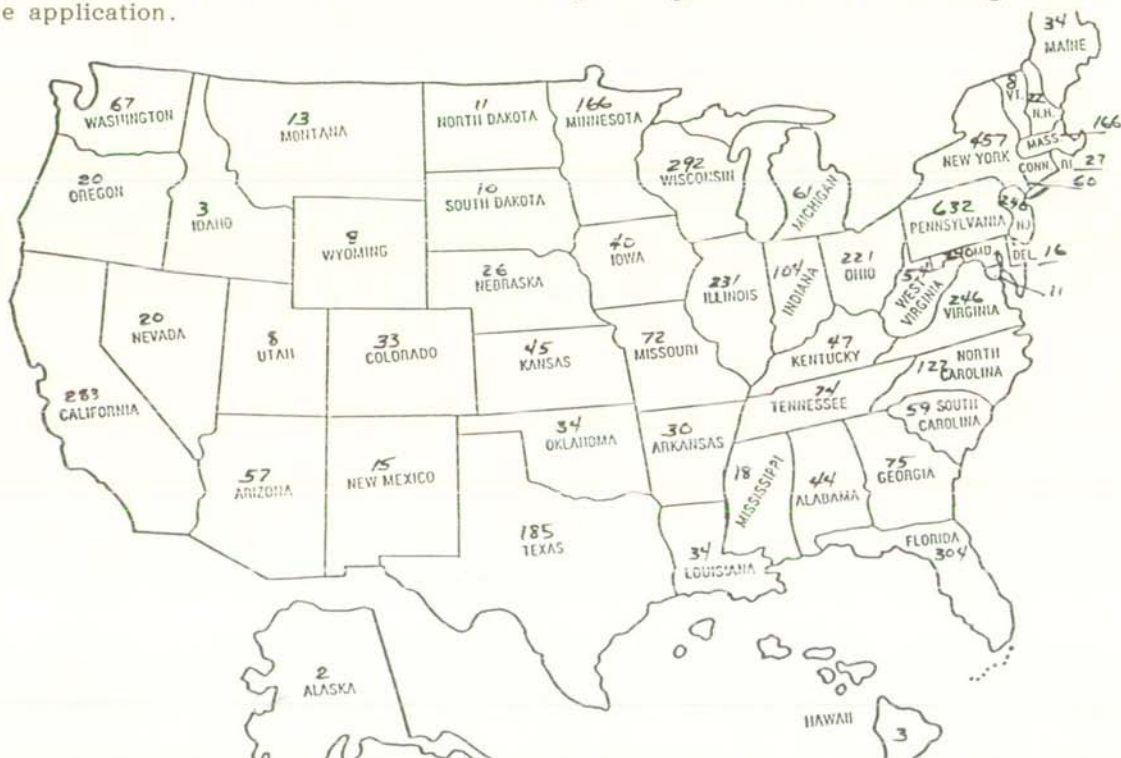 e application.
34
MAINE
67
WASHINGTON
13
MONTANA
11
NORTH DAKOTA
166
MINNESOTA
8
VT.
22
N.H.
MASS. 166
457
NEW YORK
CONN. RI. 27
60
20
OREGON
3
IDAHO
8
WYOMING
10
SOUTH DAKOTA
292
WISCONSIN
61
MICHIGAN
632
PENNSYLVANIA
246
NJ
DEL. 16
MD.
11
20
NEVADA
8
UTAH
33
COLORADO
26
NEBRASKA
40
IOWA
231
ILLINOIS
104
INDIANA
221
OHIO
WEST
VIRGINIA
246
VIRGINIA
283
CALIFORNIA
45
KANSAS
72
MISSOURI
47
KENTUCKY
NORTH
CAROLINA
74
TENNESSEE
59 SOUTH
CAROLINA
57
ARIZONA
15
NEW MEXICO
34
OKLAHOMA
30
ARKANSAS
18
MISSISSIPPI
44
ALABAMA
75
GEORGIA
185
TEXAS
34
LOUISIANA
FLORIDA
304
2
ALASKA
HAWAII
3